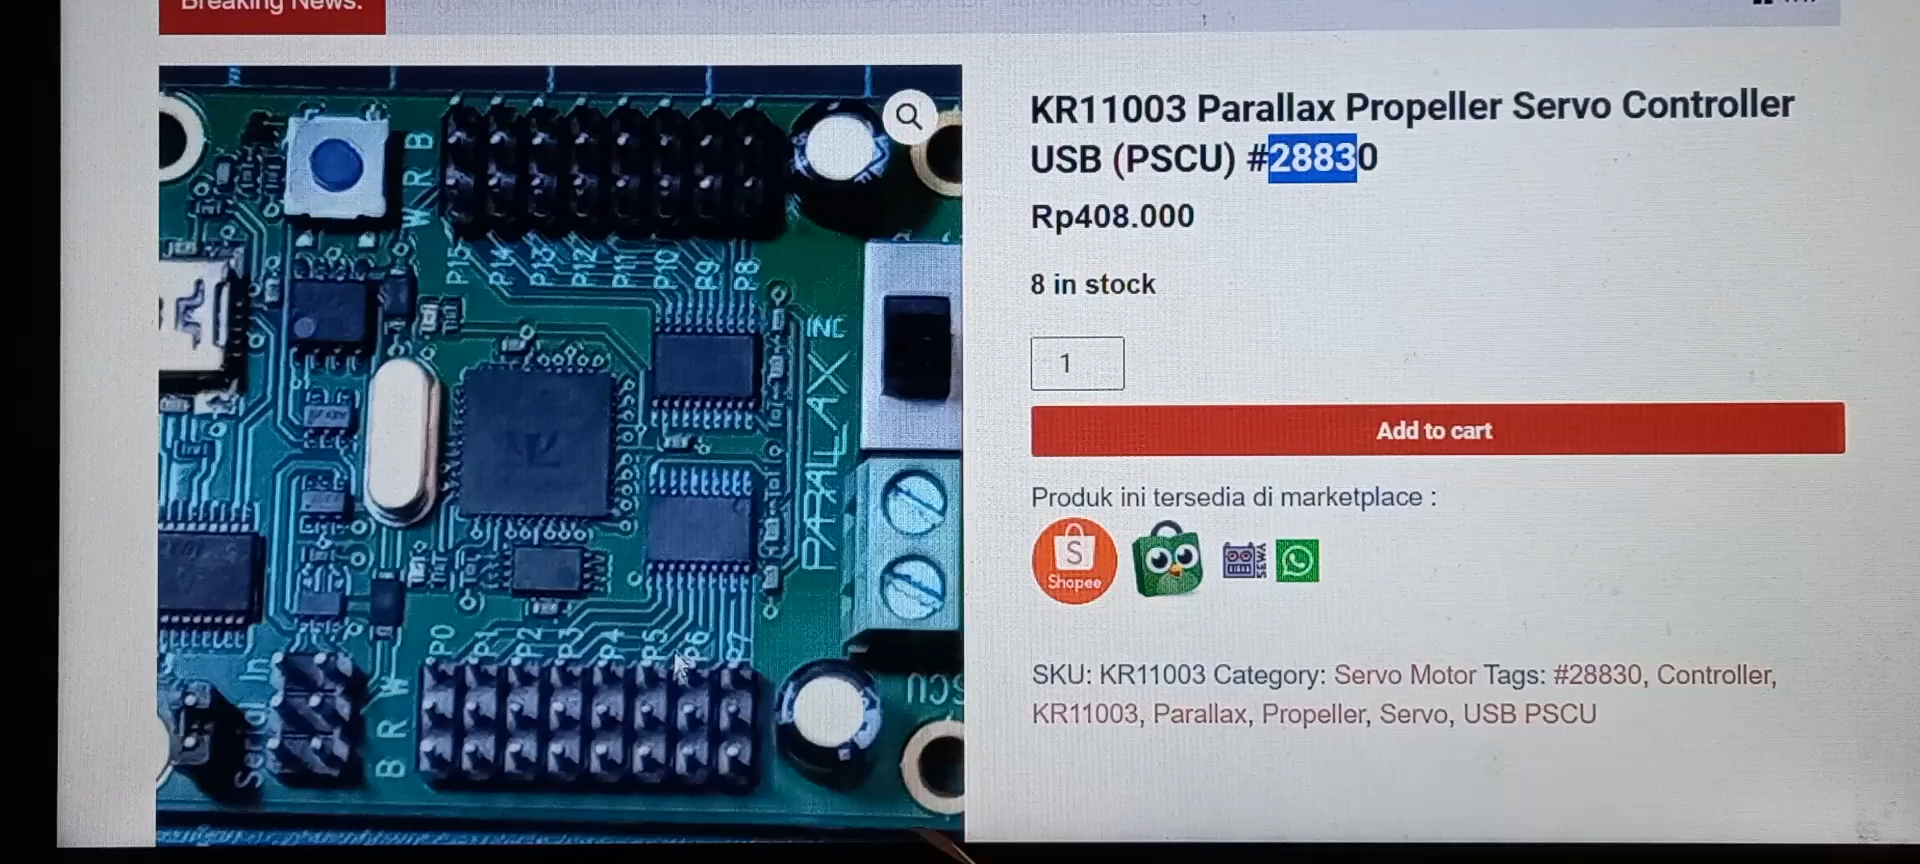 Breaking News:
B
R
W
P15 P14 P13 P12 P11 P10 P9 P8
PARALLAX INC
P0 P1 P2 P3 P4 P5 P6 P7
Serial In
W
R
B
KR11003 Parallax Propeller Servo Controller
USB (PSCU) #28830
Rp408.000
8 in stock
1
Add to cart
Produk ini tersedia di marketplace :
S
Shopee
SEWA
SKU: KR11003 Category: Servo Motor Tags: #28830, Controller,
KR11003, Parallax, Propeller, Servo, USB PSCU